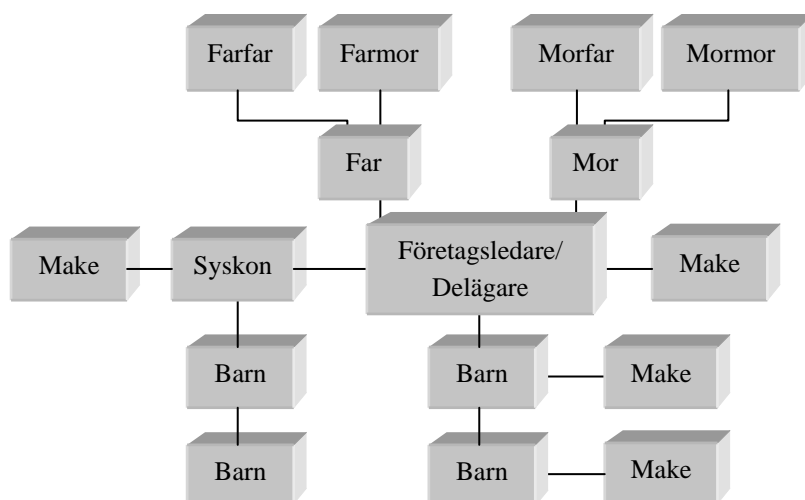 Farfar
Farmor
Morfar
Mormor
Far
Mor
Make
Syskon
Företagsledare/
Delägare
Make
Barn
Barn
Make
Barn
Barn
Make